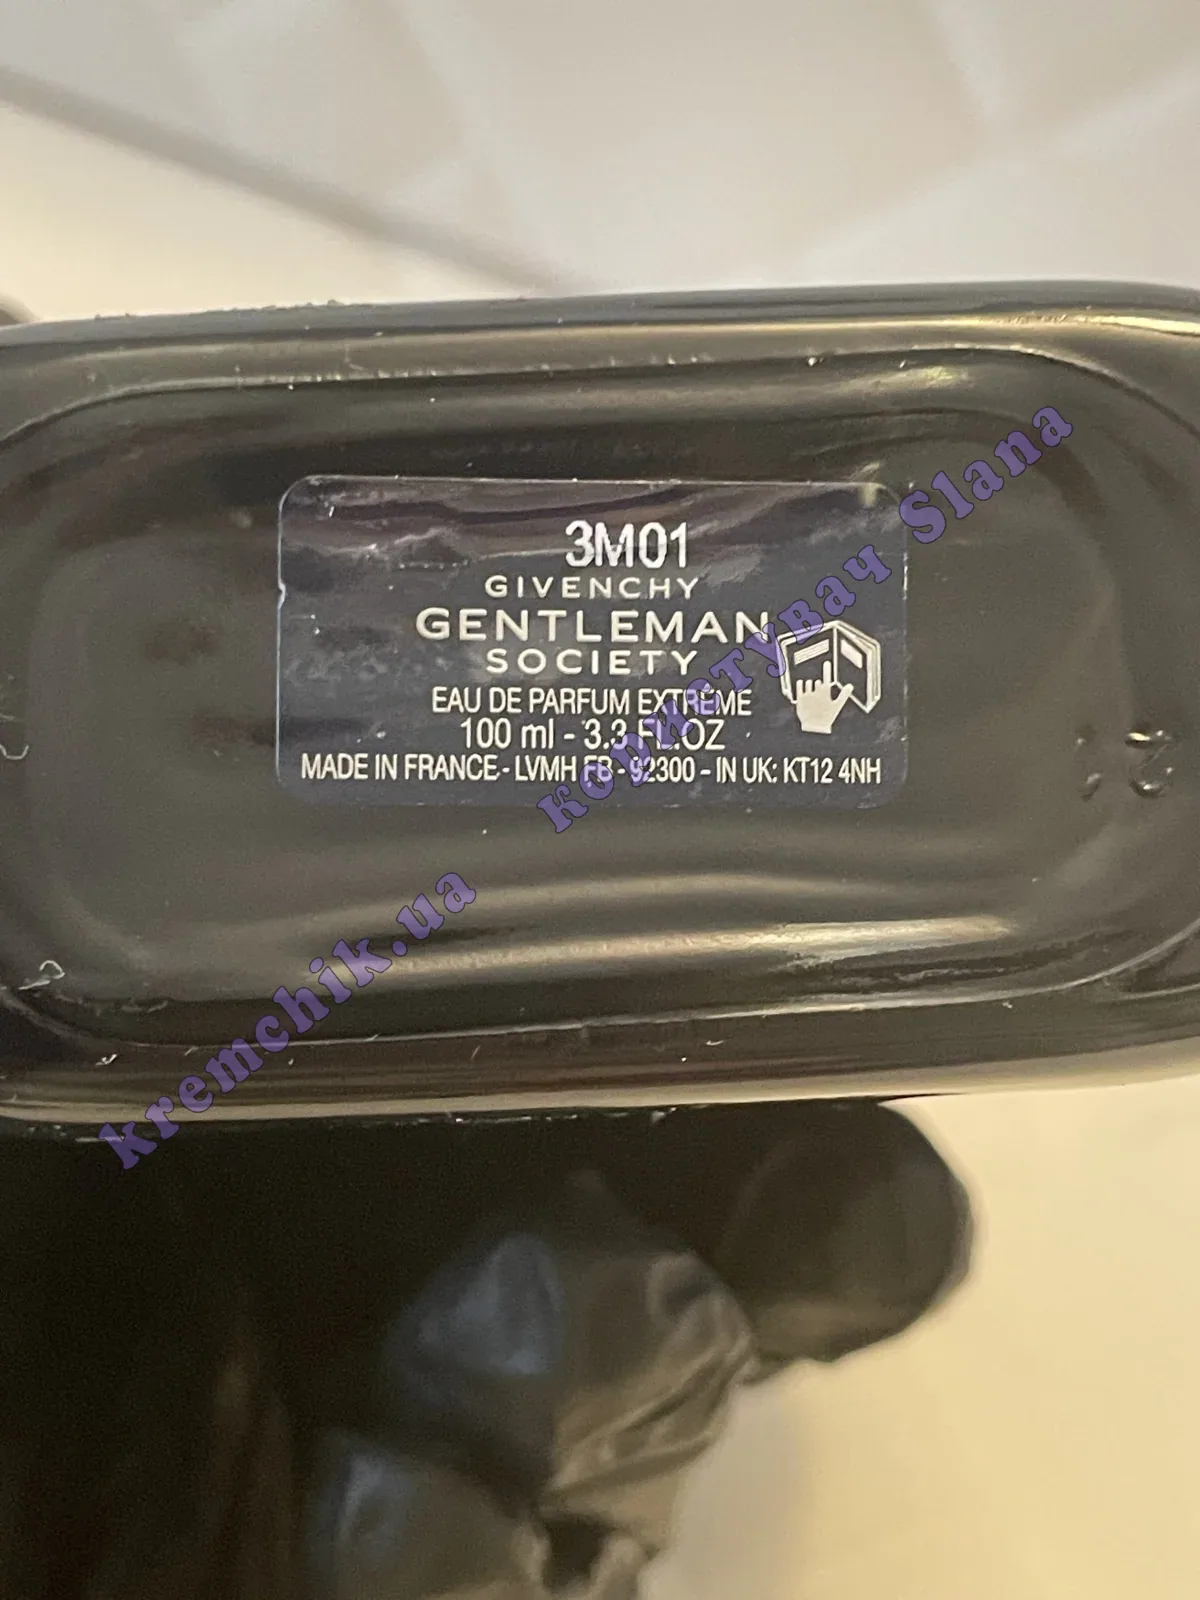 3M01
GIVENCHY
GENTLEMAN
SOCIETY
EAU DE PARFUM EXTRÊME
100 ml - 3.3 FL.OZ
MADE IN FRANCE - LVMH FB - 92300 - IN UK: KT12 4NH
kremchik.ua користувач Slana